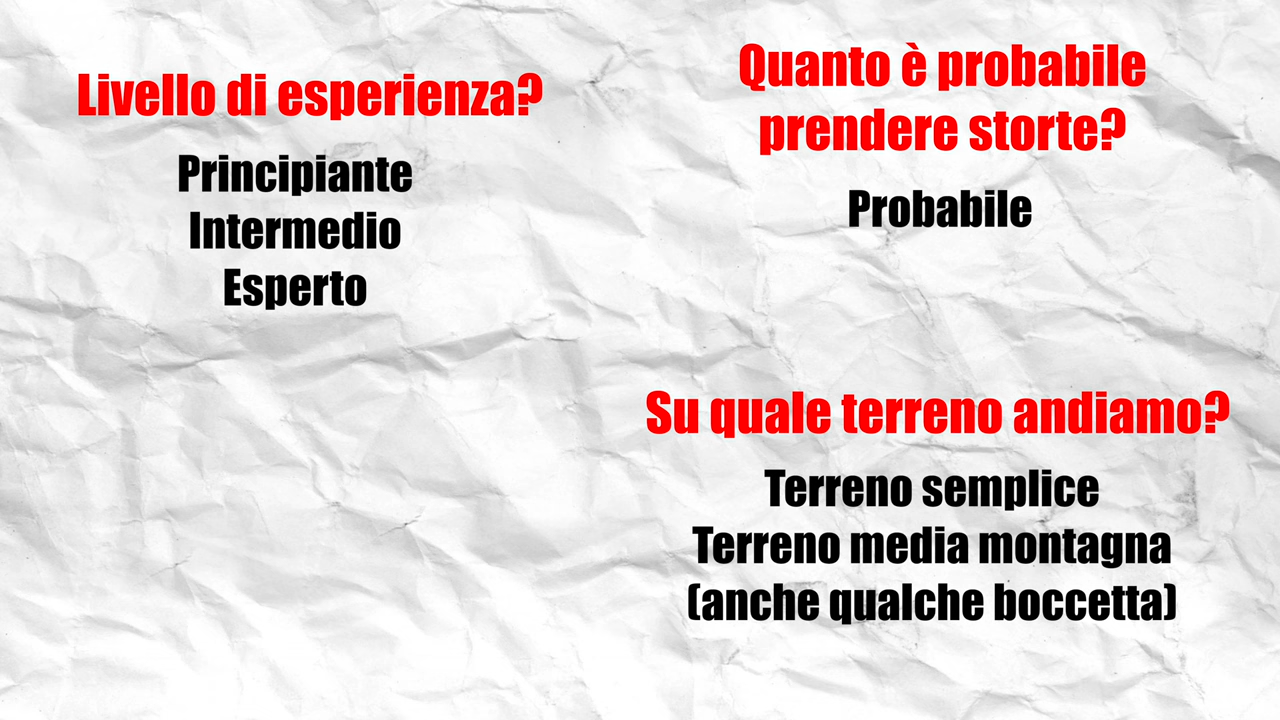 Livello di esperienza?
Principiante
Intermedio
Esperto
Quanto è probabile
prendere storte?
Probabile
Su quale terreno andiamo?
Terreno semplice
Terreno media montagna
(anche qualche boccetta)